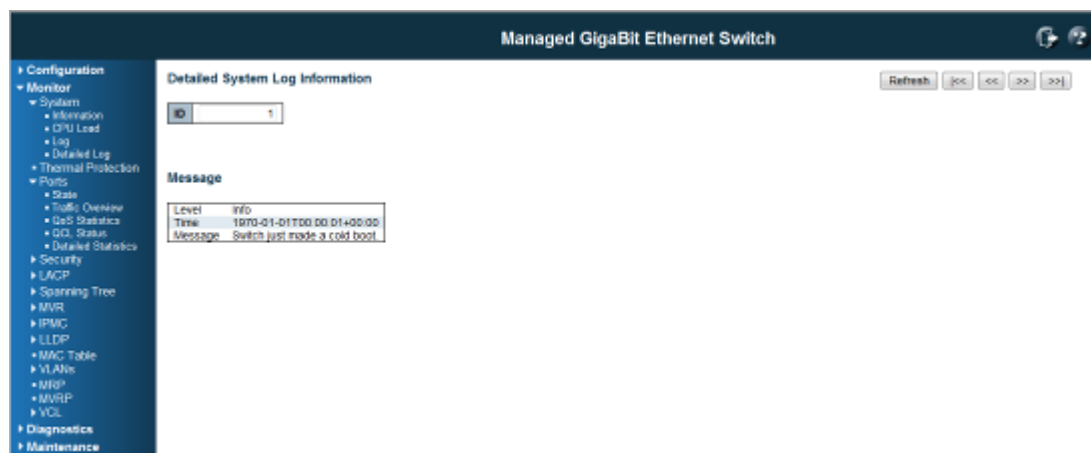 Managed GigaBit Ethernet Switch
Configuration
Monitor
System
Information
CPU Load
Log
Detailed Log
Thermal Protection
Ports
State
Traffic Overview
QoS Statistics
QCL Status
Detailed Statistics
Security
LACP
Spanning Tree
MVR
IPMC
LLDP
MAC Table
VLANs
MRP
MVRP
VCL
Diagnostics
Maintenance
Detailed System Log Information
Refresh |<< << >> >>|
ID 1
Message
Level Info
Time 1970-01-01T00:00:01+00:00
Message Switch just made a cold boot.